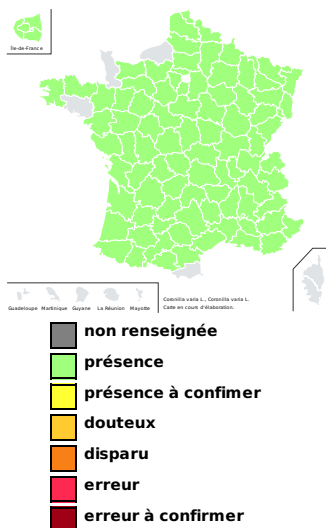 Île-de-France
Guadeloupe Martinique Guyane La Réunion Mayotte
Coronilla varia L., Coronilla varia L.
Carte en cours d'élaboration.
non renseignée
présence
présence à confimer
douteux
disparu
erreur
erreur à confirmer